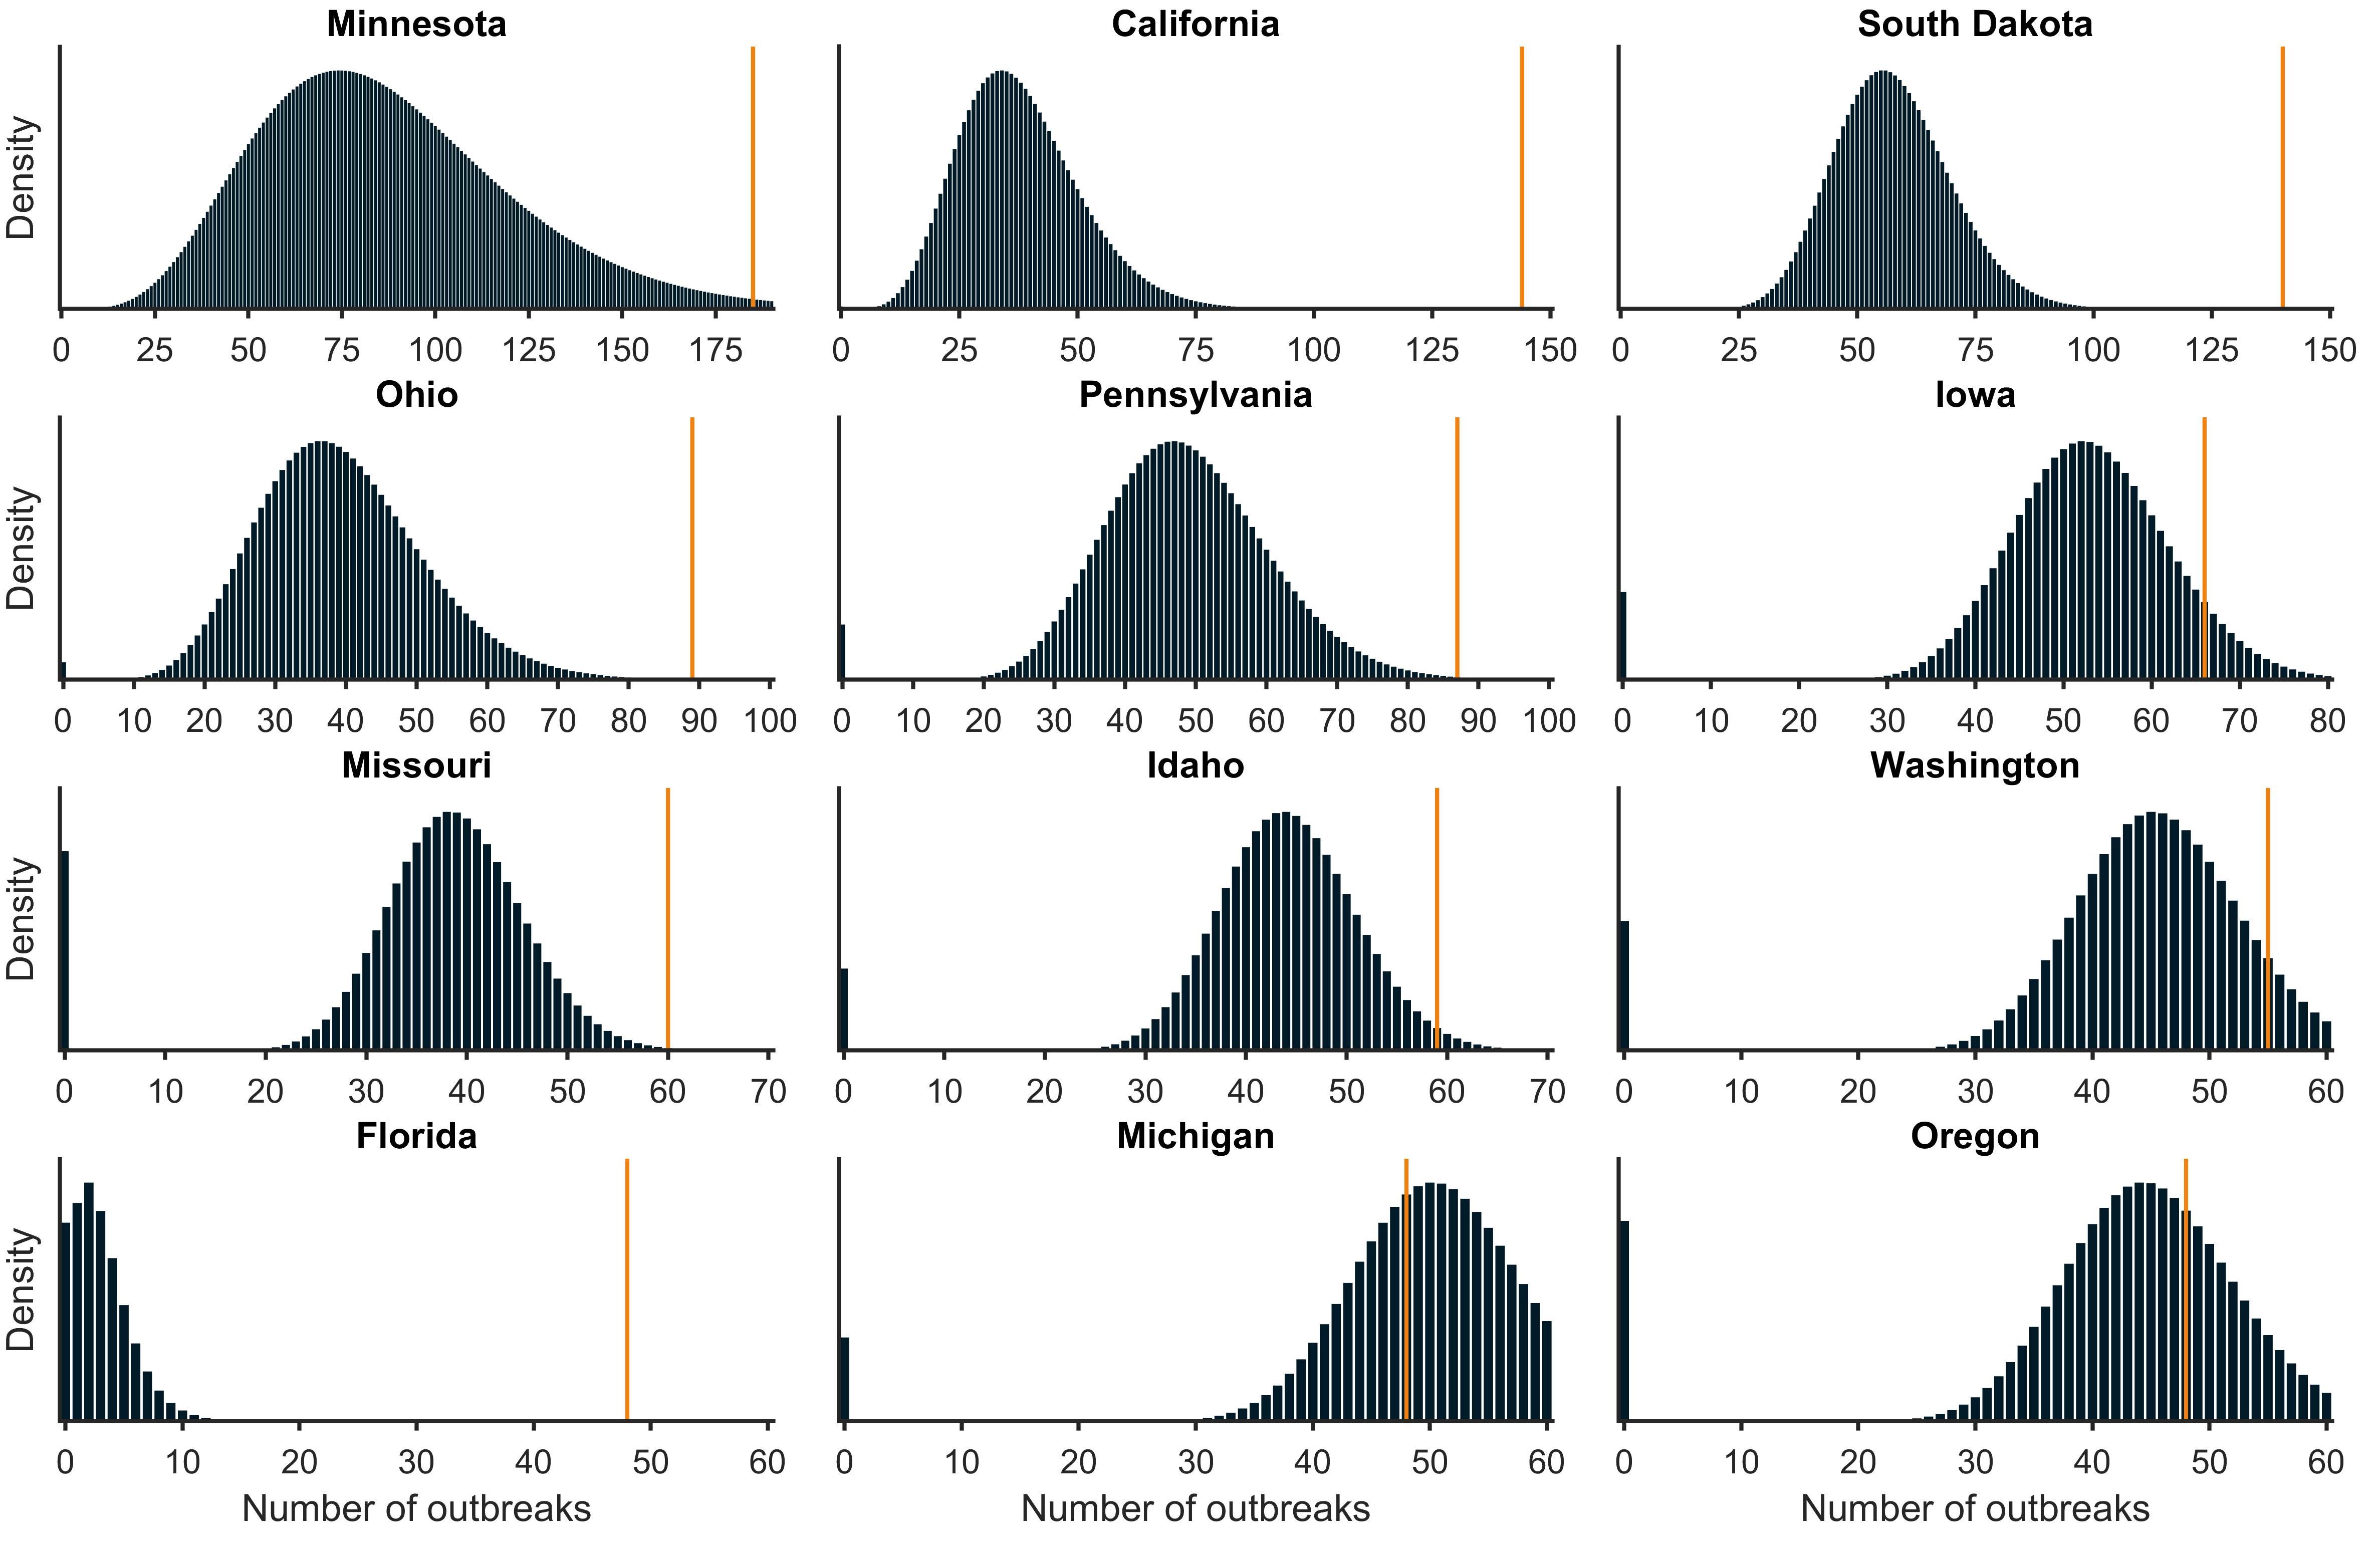 Minnesota California South Dakota
Density
0 25 50 75 100 125 150 175 0 25 50 75 100 125 150 0 25 50 75 100 125 150
Ohio Pennsylvania Iowa
Density
0 10 20 30 40 50 60 70 80 90 100 0 10 20 30 40 50 60 70 80 90 100 0 10 20 30 40 50 60 70 80
Missouri Idaho Washington
Density
0 10 20 30 40 50 60 70 0 10 20 30 40 50 60 70 0 10 20 30 40 50 60
Florida Michigan Oregon
Density
0 10 20 30 40 50 60 0 10 20 30 40 50 60 0 10 20 30 40 50 60
Number of outbreaks Number of outbreaks Number of outbreaks